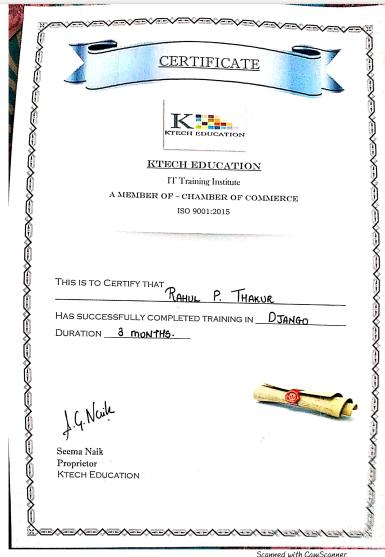 CERTIFICATE
K
KTECH EDUCATION
KTECH EDUCATION
IT Training Institute
A MEMBER OF – CHAMBER OF COMMERCE
ISO 9001:2015
THIS IS TO CERTIFY THAT RAHUL P. THAKUR
HAS SUCCESSFULLY COMPLETED TRAINING IN DJANGO
DURATION 3 MONTHS.
A.G.Naik
Seema Naik
Proprietor
KTECH EDUCATION
Scanned with CamScanner